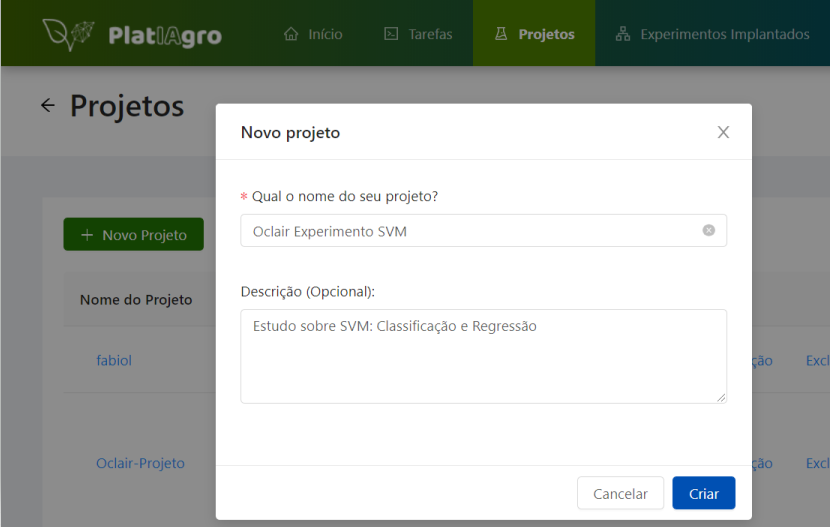 PlatIAgro
Início
Tarefas
Projetos
Experimentos Implantados
Projetos
Novo projeto
* Qual o nome do seu projeto?
Oclair Experimento SVM
+ Novo Projeto
Descrição (Opcional):
Nome do Projeto
Estudo sobre SVM: Classificação e Regressão
fabiol
ção
Excl
Oclair-Projeto
ção
Excl
Cancelar
Criar